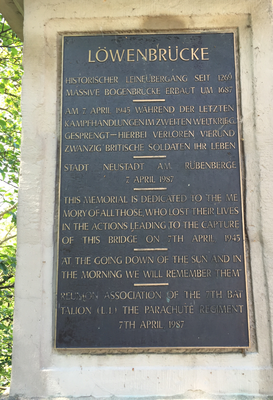 LÖWENBRÜCKE
HISTORISCHER LEINEÜBERGANG SEIT 1269
MASSIVE BOGENBRÜCKE ERBAUT UM 1687
AM 7. APRIL 1945 WÄHREND DER LETZTEN
KAMPFHANDLUNGEN IM ZWEITEN WELTKRIEG
GESPRENGT–HIERBEI VERLOREN VIERUND
ZWANZIG BRITISCHE SOLDATEN IHR LEBEN
STADT NEUSTADT AM RÜBENBERGE
7. APRIL 1987
THIS MEMORIAL IS DEDICATED TO THE ME
MORY OF ALL THOSE, WHO LOST THEIR LIVES
IN THE ACTIONS LEADING TO THE CAPTURE
OF THIS BRIDGE ON 7TH APRIL 1945
'AT THE GOING DOWN OF THE SUN AND IN
THE MORNING WE WILL REMEMBER THEM'
REUNION ASSOCIATION OF THE 7TH BAT
TALION (L.I.) THE PARACHUTE REGIMENT
7TH APRIL 1987